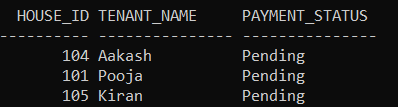 HOUSE_ID TENANT_NAME PAYMENT_STATUS
---------- --------------- ---------------
104 Aakash Pending
101 Pooja Pending
105 Kiran Pending